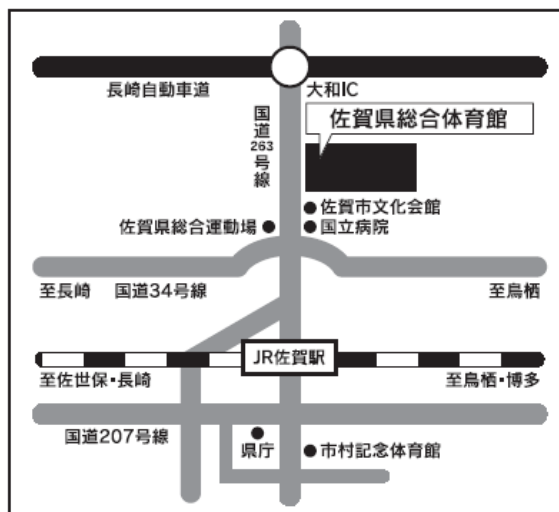 長崎自動車道
大和IC
国道263号線
佐賀県総合体育館
佐賀市文化会館
佐賀県総合運動場
国立病院
至長崎
国道34号線
至鳥栖
JR佐賀駅
至佐世保・長崎
至鳥栖・博多
国道207号線
県庁
市村記念体育館